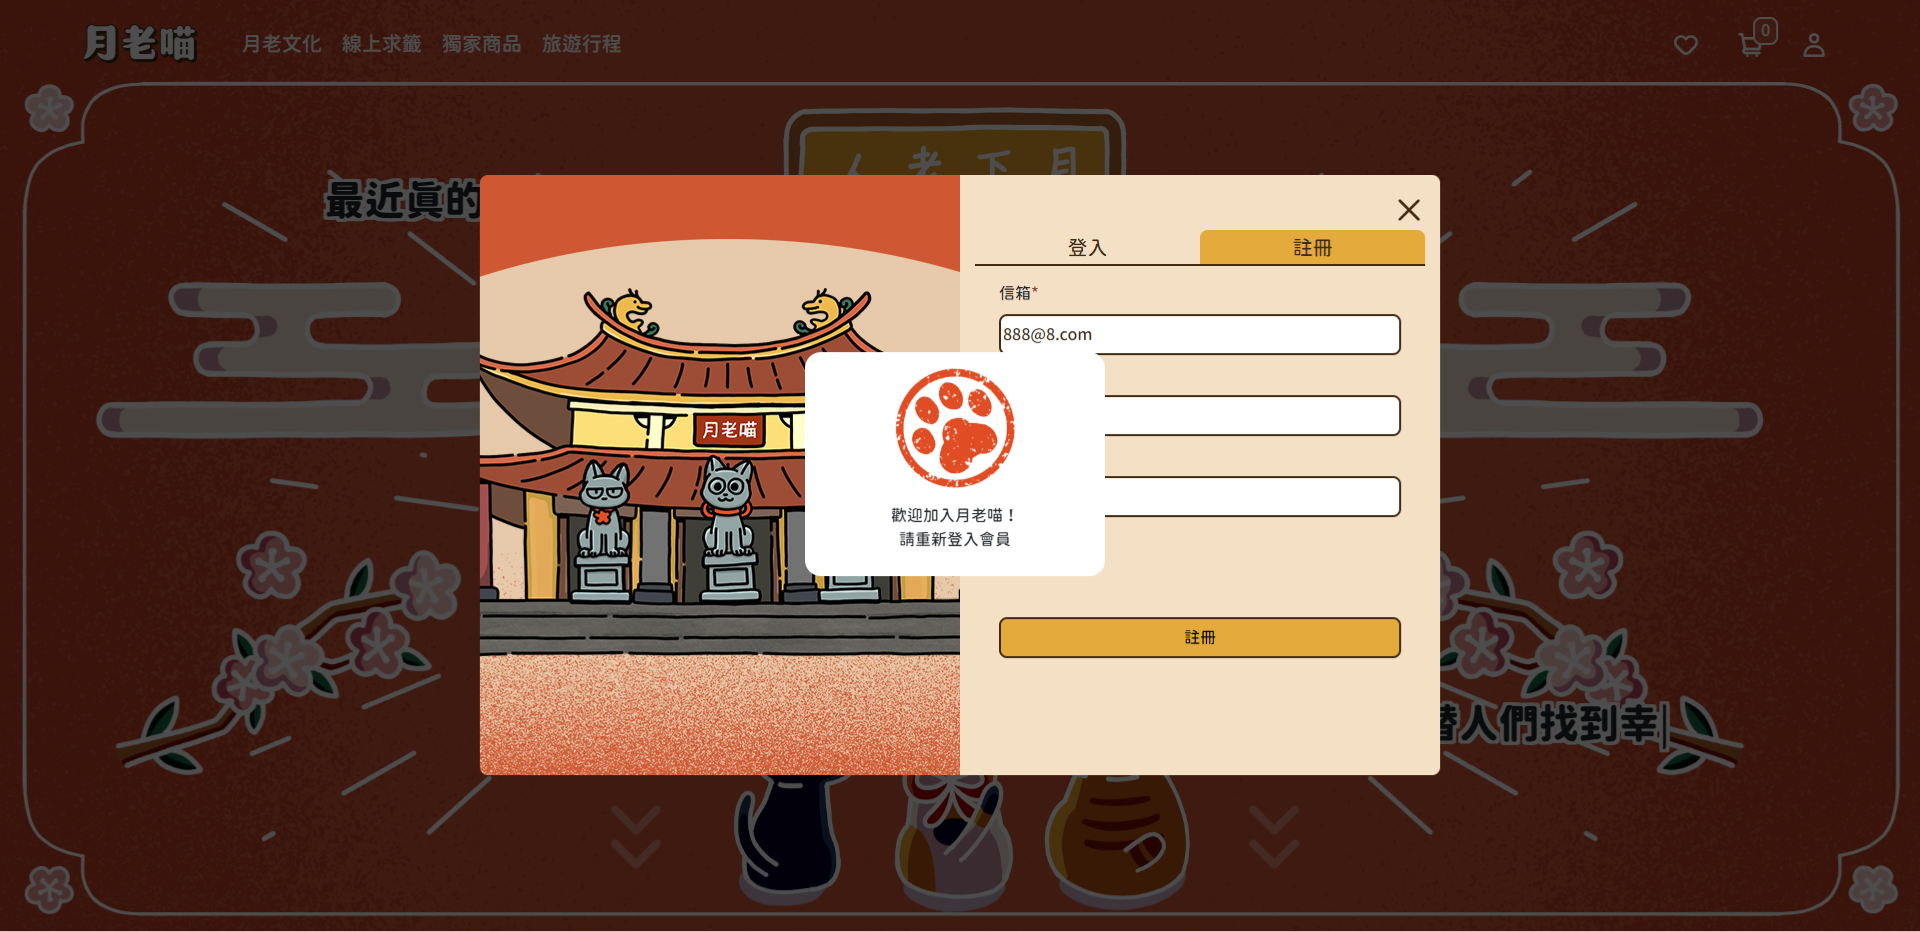 月老喵
月老文化 線上求籤 獨家商品 旅遊行程
0
人老下月
最近真的
登入
註冊
信箱*
888@8.com
月老喵
歡迎加入月老喵！
請重新登入會員
註冊
替人們找到幸|